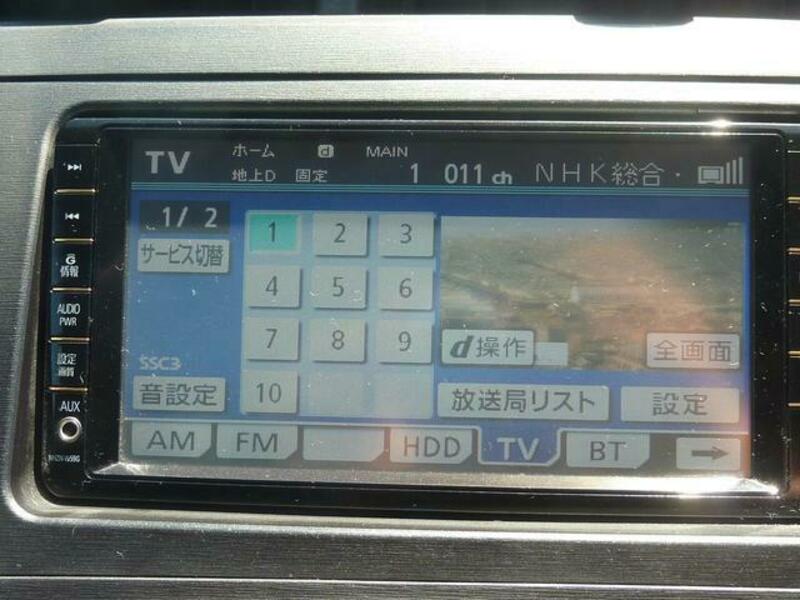 TV ホーム d MAIN
地上D 固定 1 011 ch NHK総合・
1/2
サービス切替
1 2 3
4 5 6
7 8 9
10
d操作 全画面
SSC3
音設定 放送局リスト 設定
AM FM HDD TV BT
G
情報
AUDIO
PWR
設定
AUX